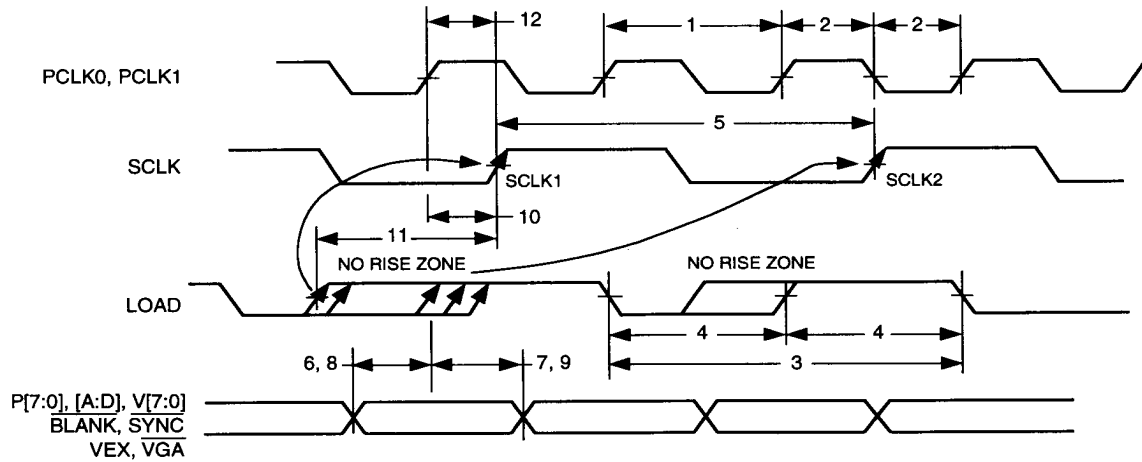 12
1
2
2
PCLK0, PCLK1
5
SCLK
SCLK1
SCLK2
10
11
NO RISE ZONE
NO RISE ZONE
LOAD
4
4
3
6, 8
7, 9
P[7:0], [A:D], V[7:0]
BLANK, SYNC
VEX, VGA